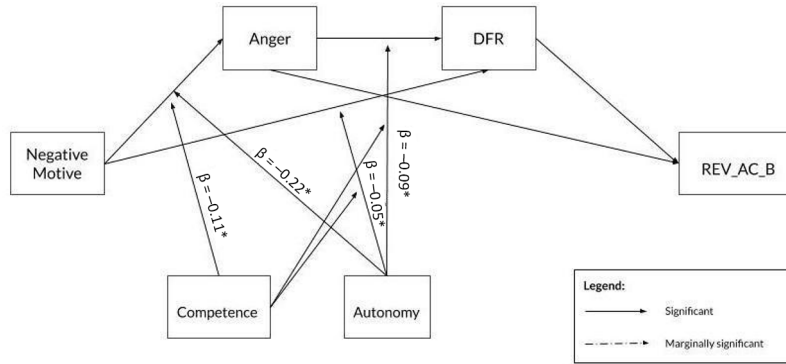 Anger
DFR
Negative
Motive
REV_AC_B
β = –0.11*
β = –0.22*
β = –0.05*
β = –0.09*
Competence
Autonomy
Legend:
Significant
Marginally significant